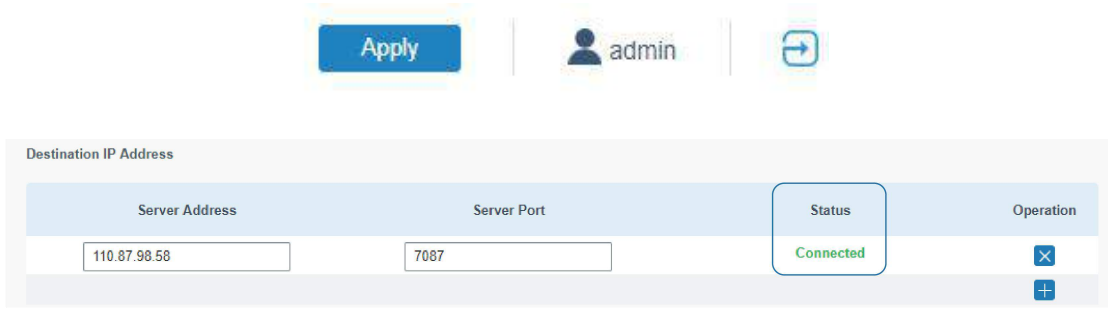 Apply admin
Destination IP Address
Server Address Server Port Status Operation
110.87.98.58 7087 Connected